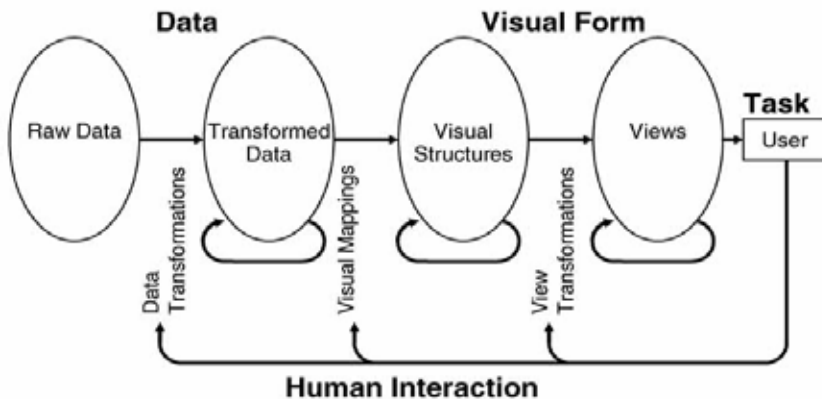 Data
Visual Form
Task
Raw Data
Transformed
Data
Visual
Structures
Views
User
Data
Transformations
Visual Mappings
View
Transformations
Human Interaction